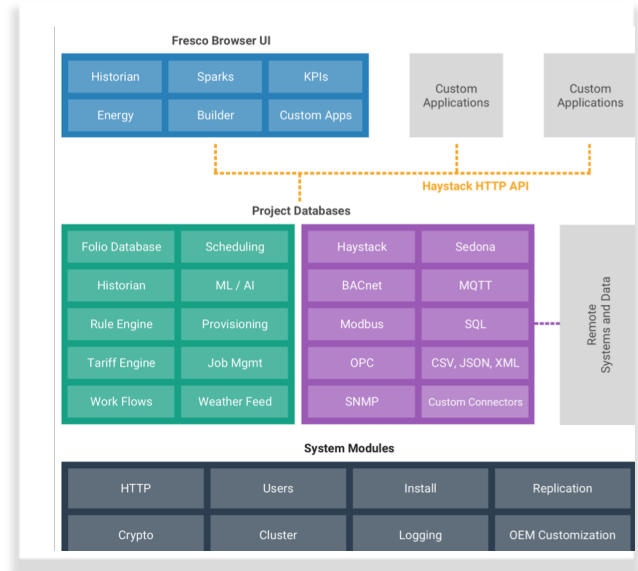 Fresco Browser UI
Historian Sparks KPIs
Energy Builder Custom Apps
Custom
Applications
Custom
Applications
Haystack HTTP API
Project Databases
Folio Database Scheduling
Historian ML / AI
Rule Engine Provisioning
Tariff Engine Job Mgmt
Work Flows Weather Feed
Haystack Sedona
BACnet MQTT
Modbus SQL
OPC CSV, JSON, XML
SNMP Custom Connectors
Remote
Systems and Data
System Modules
HTTP Users Install Replication
Crypto Cluster Logging OEM Customization